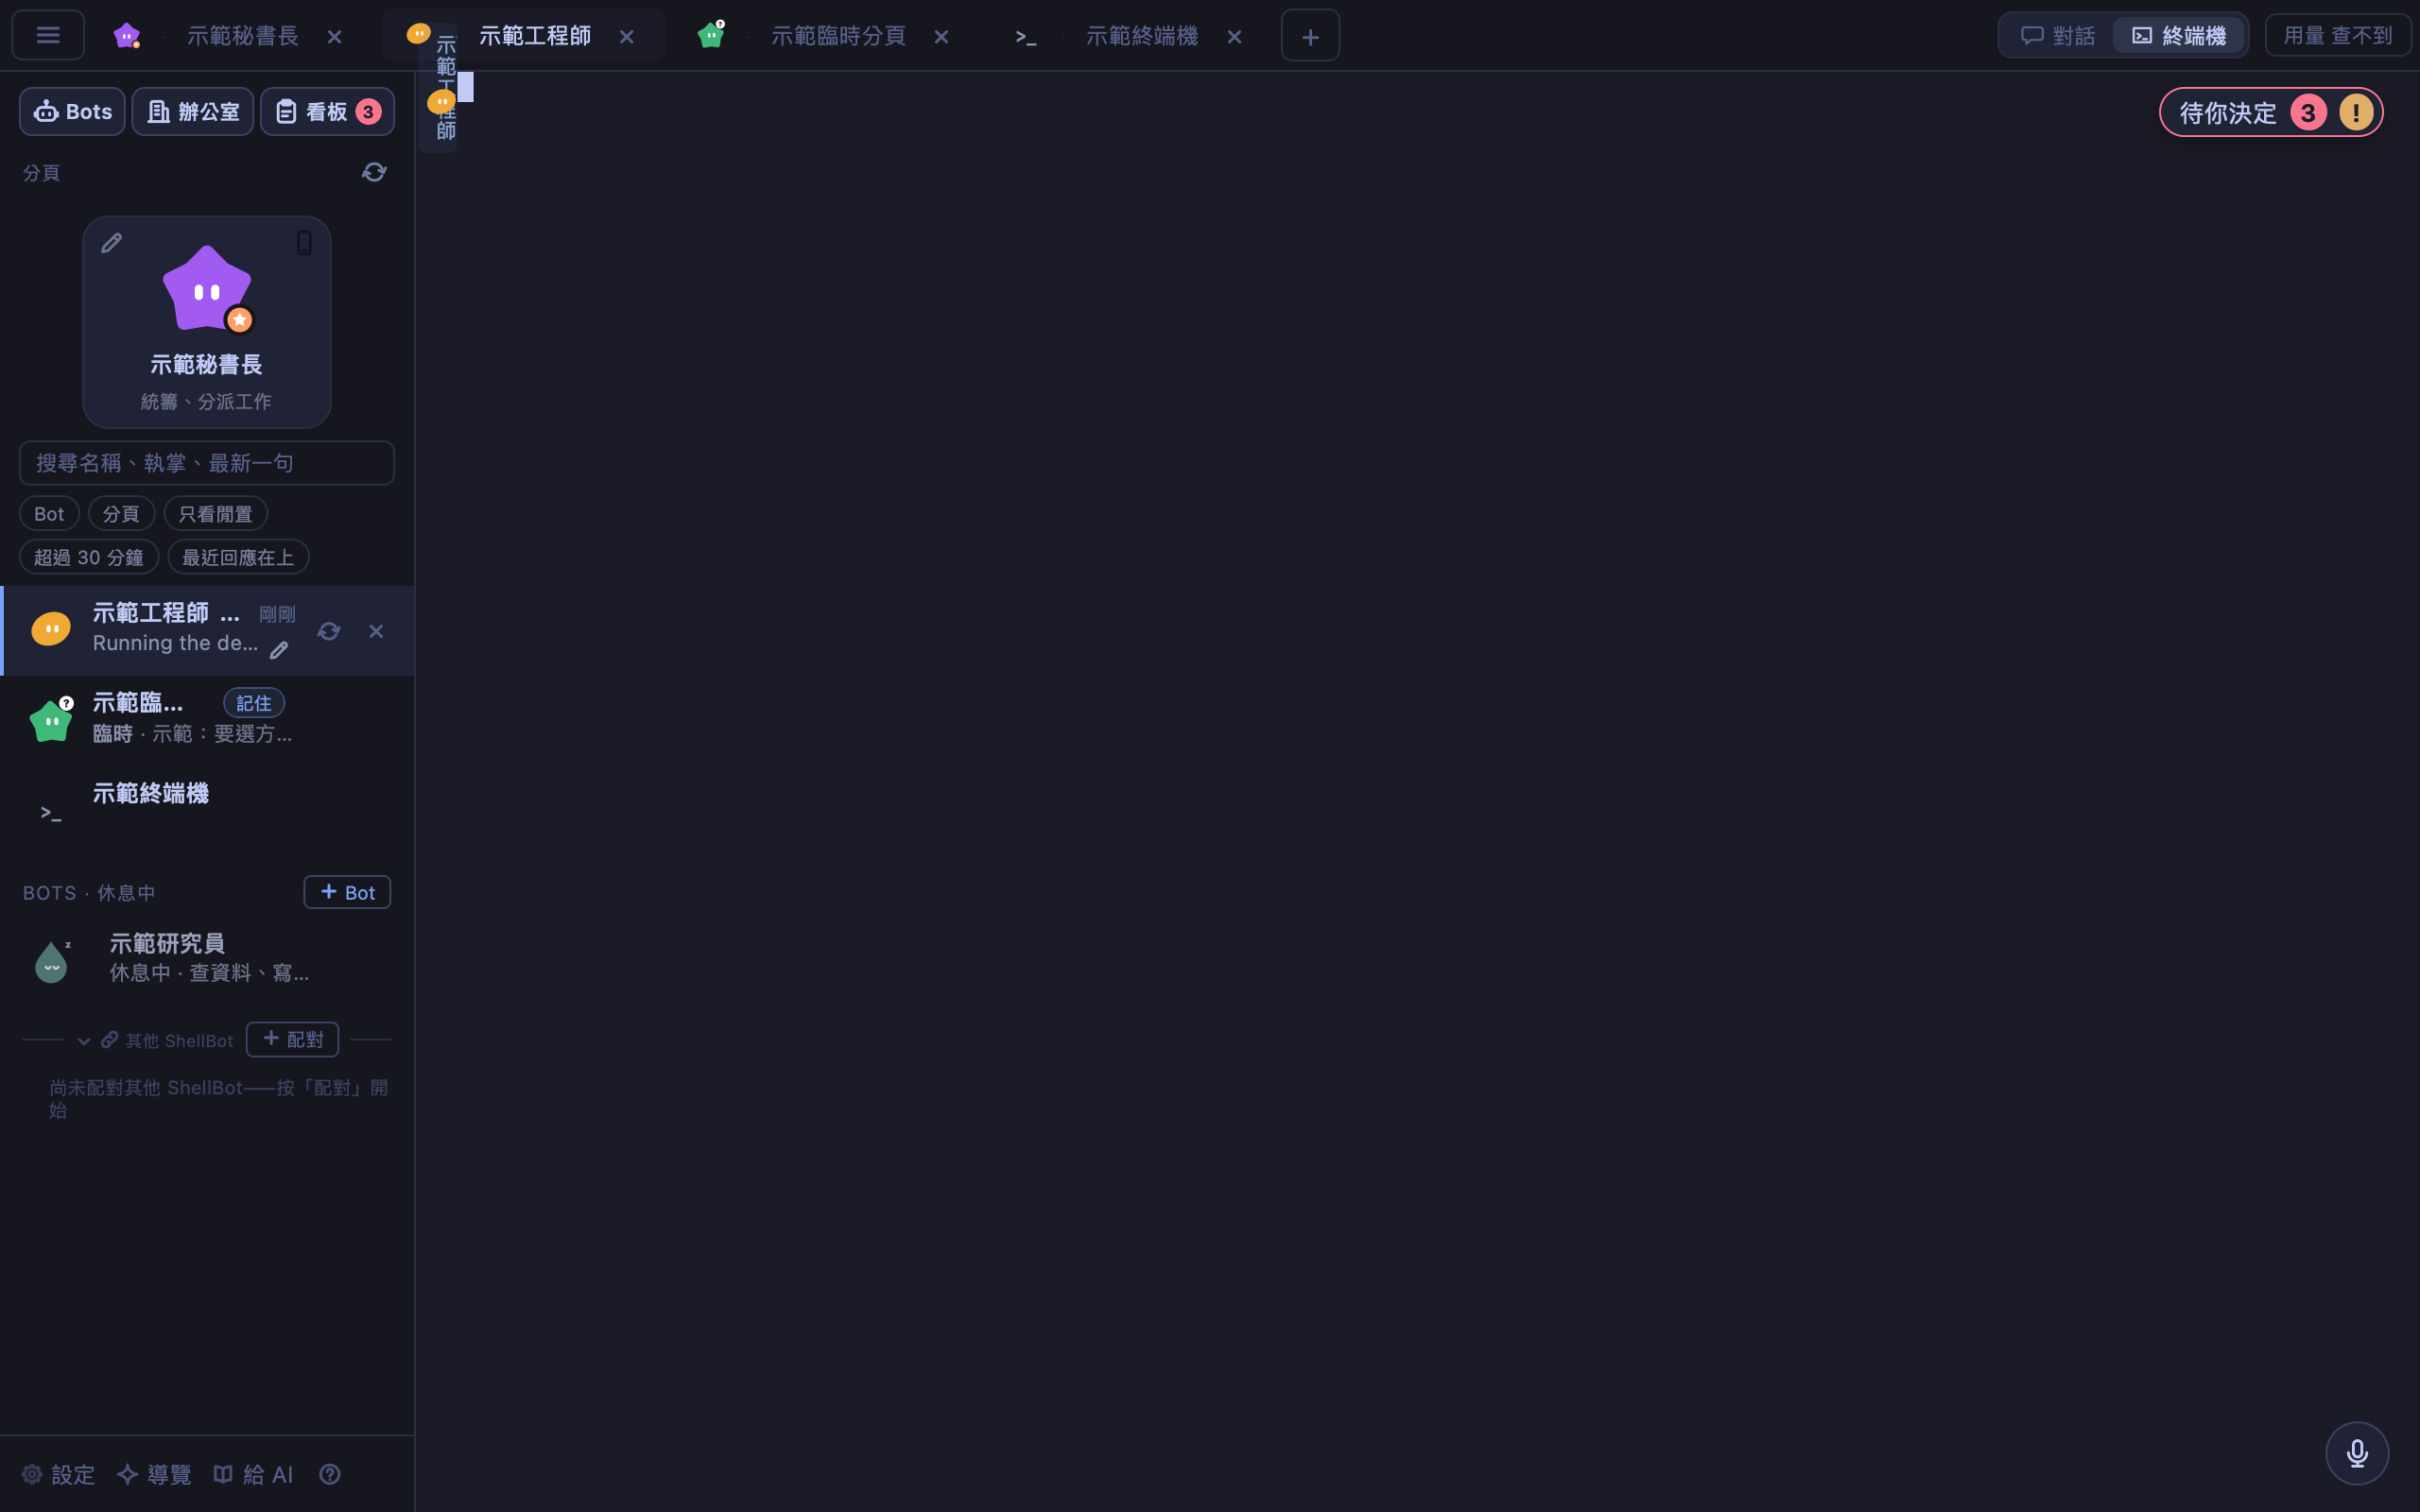 示範秘書長
示範工程師
示範臨時分頁
>_ 示範終端機
對話
終端機
用量 查不到
示範工程師
Bots
辦公室
看板 3
待你決定 3 !
分頁
示範秘書長
統籌、分派工作
搜尋名稱、執掌、最新一句
Bot
分頁
只看閒置
超過 30 分鐘
最近回應在上
示範工程師 ... 剛剛
Running the de...
示範臨... 記住
臨時 · 示範：要選方...
示範終端機
>_
BOTS · 休息中
+ Bot
示範研究員
休息中 · 查資料、寫...
其他 ShellBot
+ 配對
尚未配對其他 ShellBot——按「配對」開
始
設定
導覽
給 AI
?